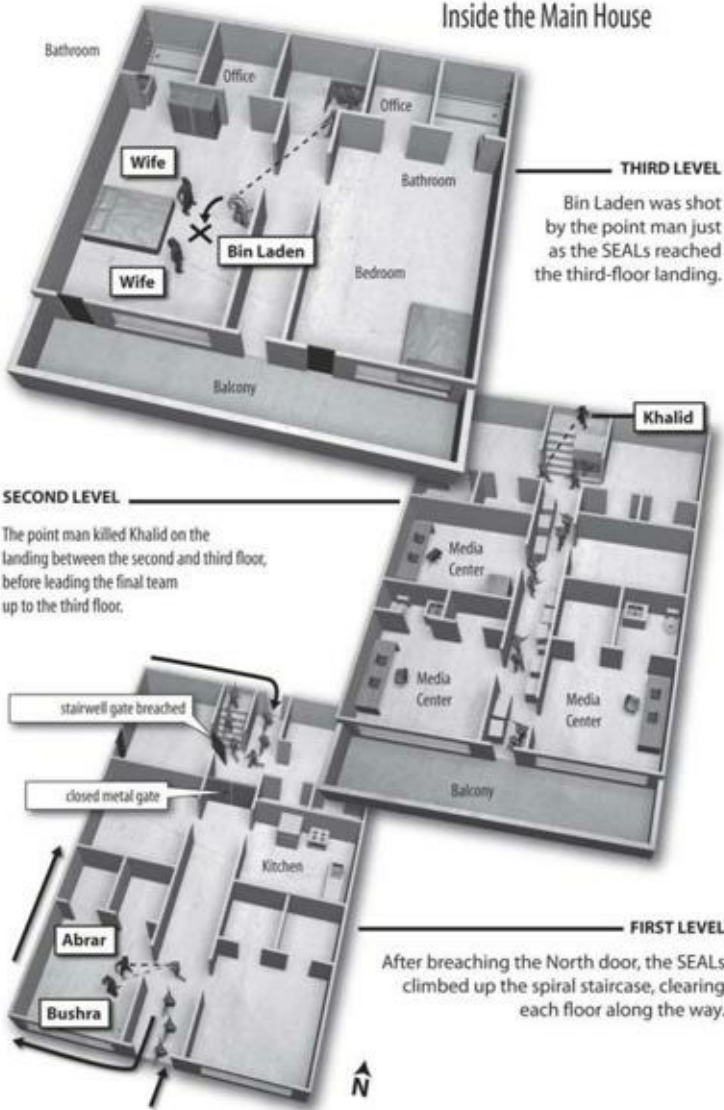 Inside the Main House
Bathroom
Office
Office
Wife
THIRD LEVEL
Bathroom
Bin Laden was shot
by the point man just
as the SEALs reached
the third-floor landing.
Bin Laden
Wife
Bedroom
Balcony
Khalid
SECOND LEVEL
The point man killed Khalid on the
landing between the second and third floor,
before leading the final team
up to the third floor.
Media
Center
Media
Center
Media
Center
stairwell gate breached
closed metal gate
Balcony
Kitchen
Abrar
FIRST LEVEL
After breaching the North door, the SEALs
climbed up the spiral staircase, clearing
each floor along the way.
Bushra
N